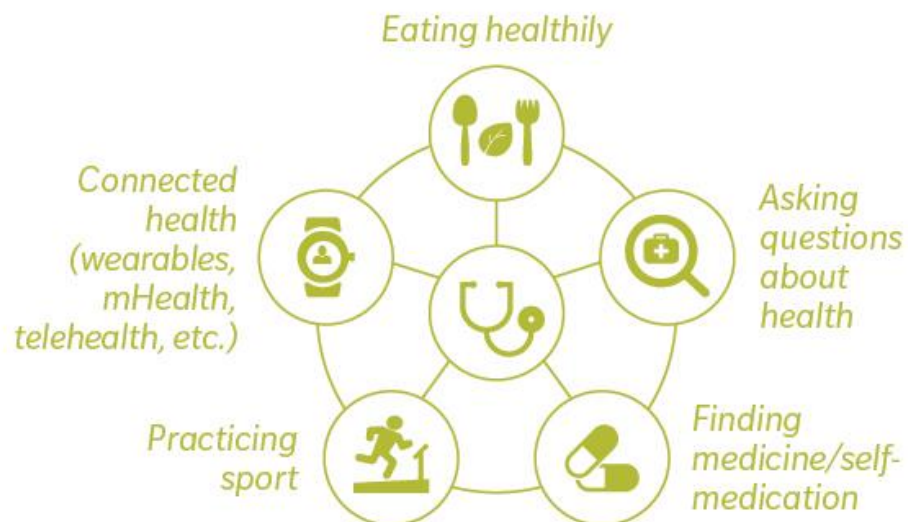 Eating healthily
Connected
health
(wearables,
mHealth,
telehealth, etc.)
Asking
questions
about
health
Practicing
sport
Finding
medicine/self-
medication